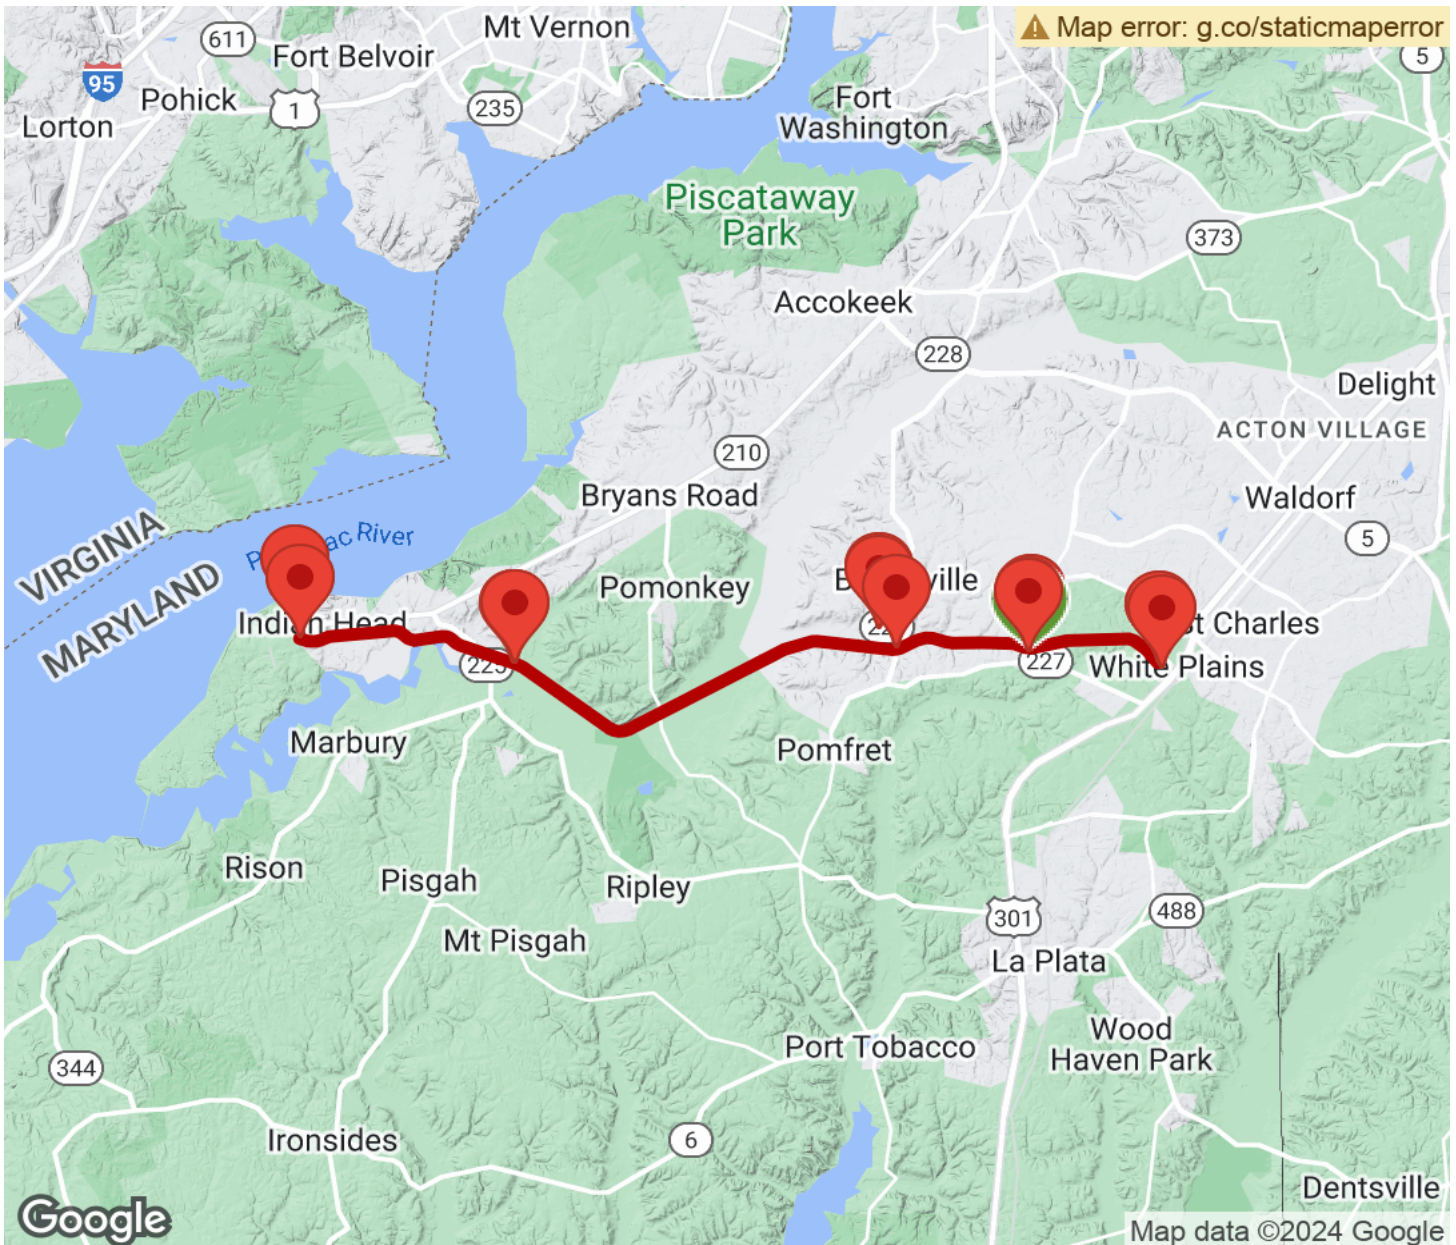 Mt Vernon
Map error: g.co/staticmaperror
611
Fort Belvoir
5
95
Pohick
1
235
Fort
Washington
Lorton
Piscataway
Park
373
Accokeek
228
Delight
ACTON VILLAGE
210
Bryans Road
Waldorf
5
VIRGINIA
River
MARYLAND
Pomonkey
Indian Head
Charles
225
227
White Plains
Marbury
Pomfret
Rison
Pisgah
Ripley
301
488
Mt Pisgah
La Plata
Wood
Haven Park
Port Tobacco
344
Ironsides
6
Dentsville
Google
Map data ©2024 Google